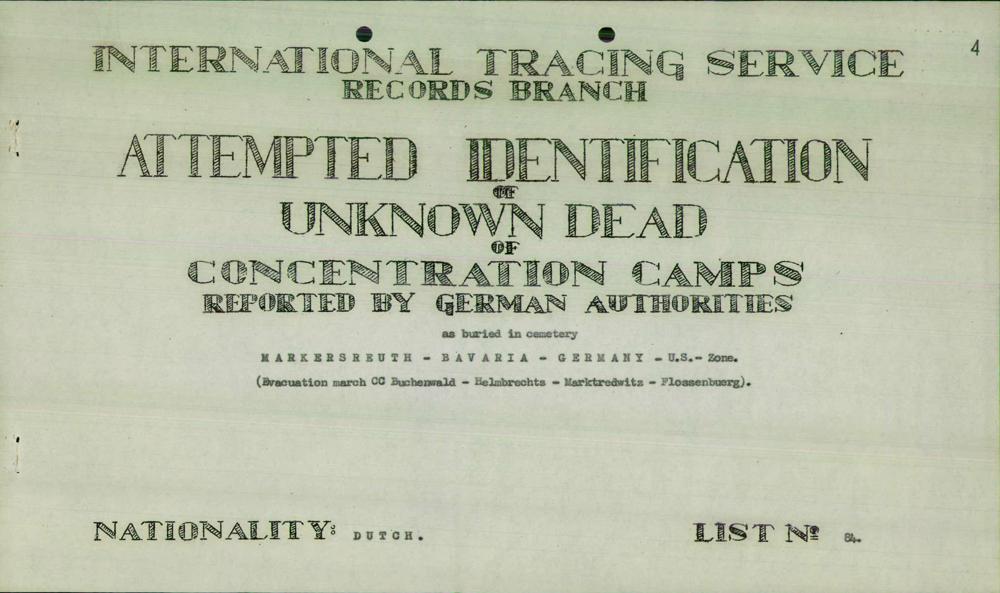 4
INTERNATIONAL TRACING SERVICE
RECORDS BRANCH
ATTEMPTED IDENTIFICATION
OF
UNKNOWN DEAD
OF
CONCENTRATION CAMPS
REPORTED BY GERMAN AUTHORITIES
as buried in cemetery
MARKERSREUTH - BAVARIA - GERMANY - U.S.- Zone.
(Evacuation march CC Buchenwald - Helmbrechts - Marktredwitz - Flossenbuerg).
NATIONALITY: DUTCH. LIST Nº 84.